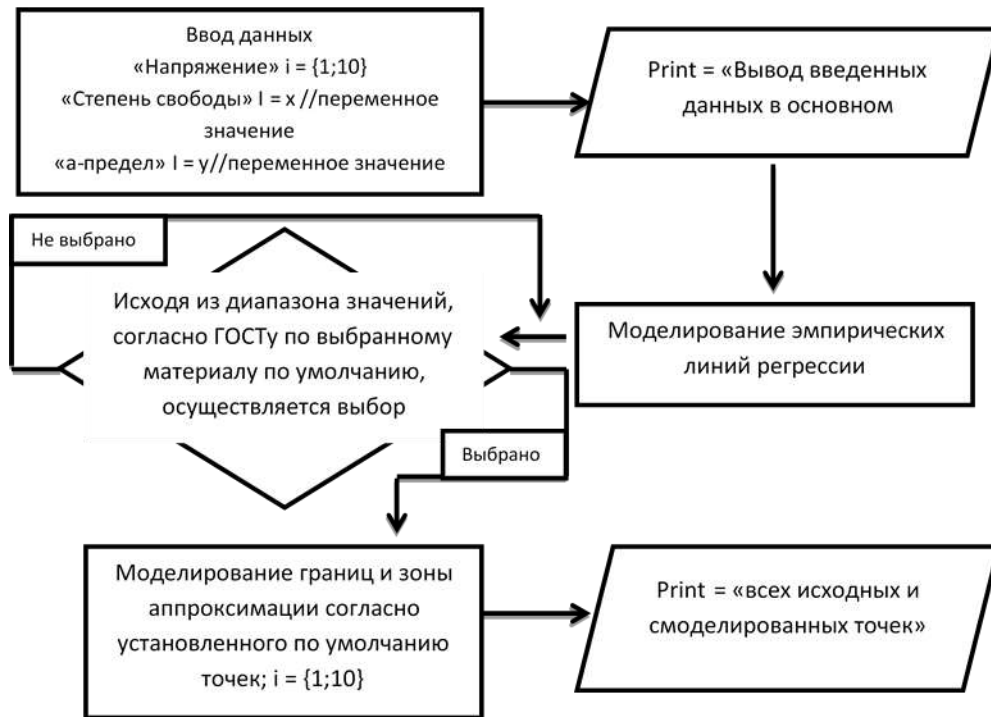 Ввод данных
«Напряжение» i = {1;10}
«Степень свободы» I = x //переменное
значение
«а-предел» I = y//переменное значение
Print = «Вывод введенных
данных в основном
Не выбрано
Исходя из диапазона значений,
согласно ГОСТу по выбранному
материалу по умолчанию,
осуществляется выбор
Моделирование эмпирических
линий регрессии
Выбрано
Моделирование границ и зоны
аппроксимации согласно
установленного по умолчанию
точек; i = {1;10}
Print = «всех исходных и
смоделированных точек»